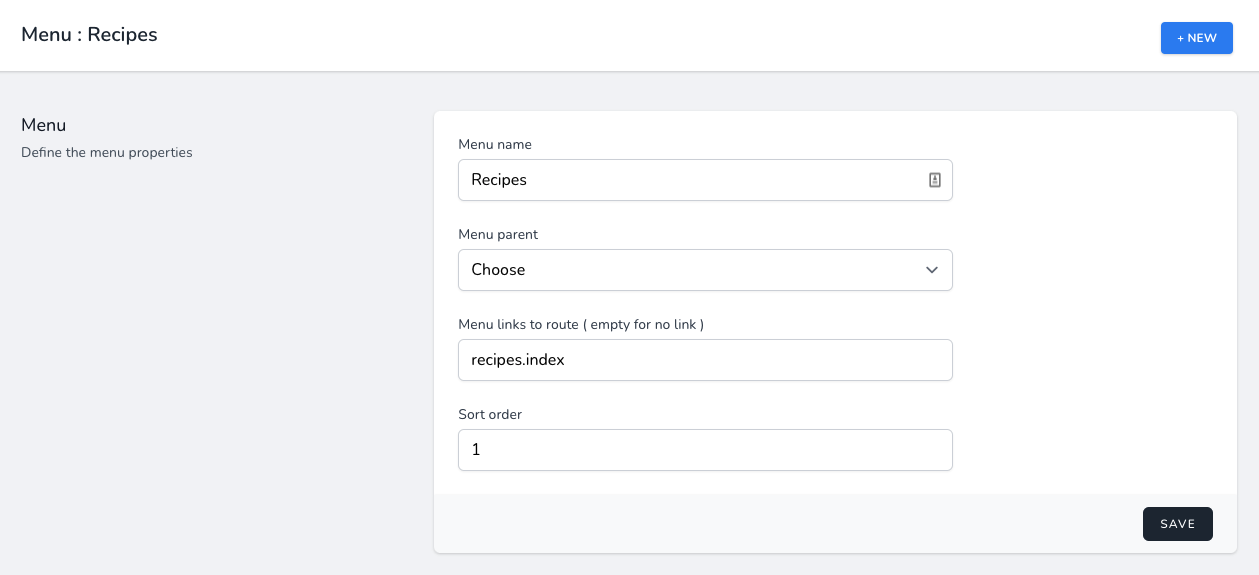 Menu : Recipes
+ NEW
Menu
Define the menu properties
Menu name
Recipes
Menu parent
Choose
Menu links to route ( empty for no link )
recipes.index
Sort order
1
SAVE